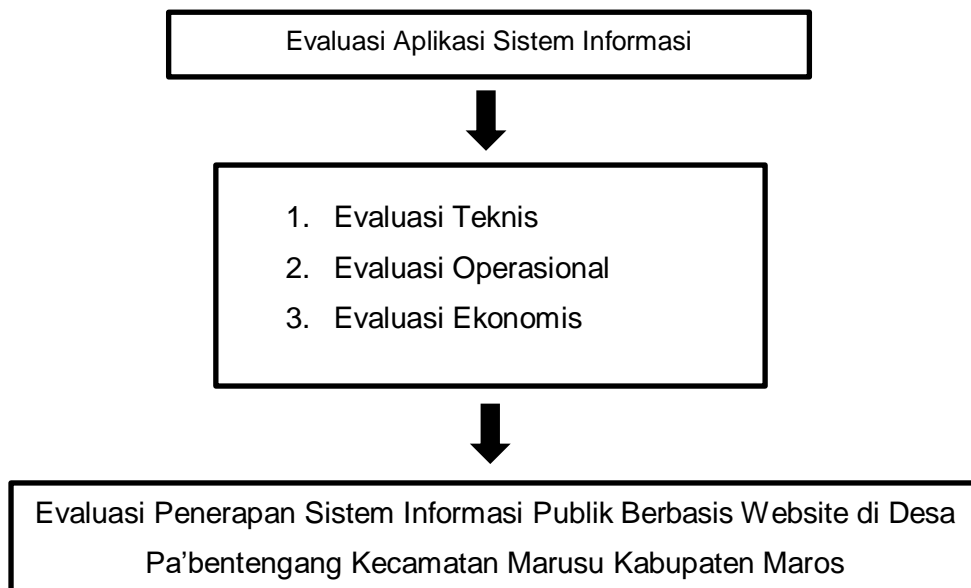 Evaluasi Aplikasi Sistem Informasi
1. Evaluasi Teknis
2. Evaluasi Operasional
3. Evaluasi Ekonomis
Evaluasi Penerapan Sistem Informasi Publik Berbasis Website di Desa
Pa’bentengang Kecamatan Marusu Kabupaten Maros